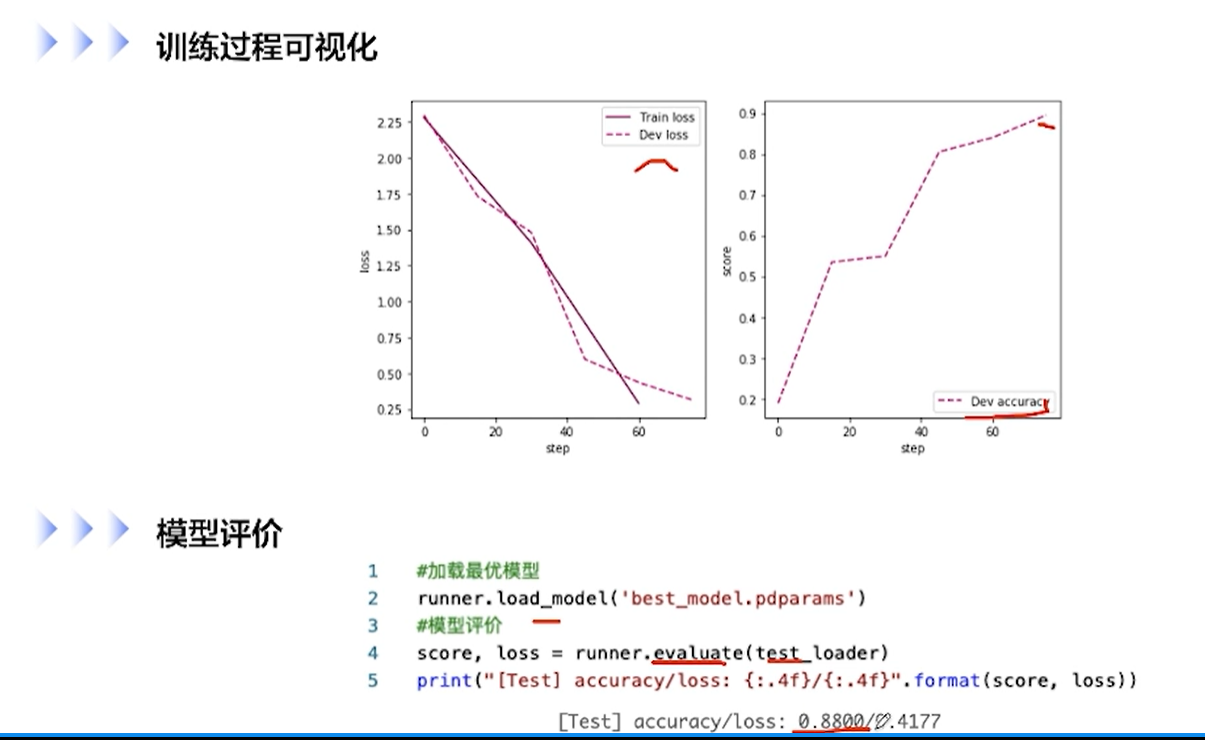 训练过程可视化
2.25
2.00
1.75
1.50
1.25
1.00
0.75
0.50
0.25
loss
0
20
40
60
step
Train loss
Dev loss
0.9
0.8
0.7
0.6
0.5
0.4
0.3
0.2
score
0
20
40
60
step
Dev accuracy
模型评价
1 #加载最优模型
2 runner.load_model('best_model.pdparams')
3 #模型评价
4 score, loss = runner.evaluate(test_loader)
5 print("[Test] accuracy/loss: {:.4f}/{:.4f}".format(score, loss))
[Test] accuracy/loss: 0.8800/0.4177